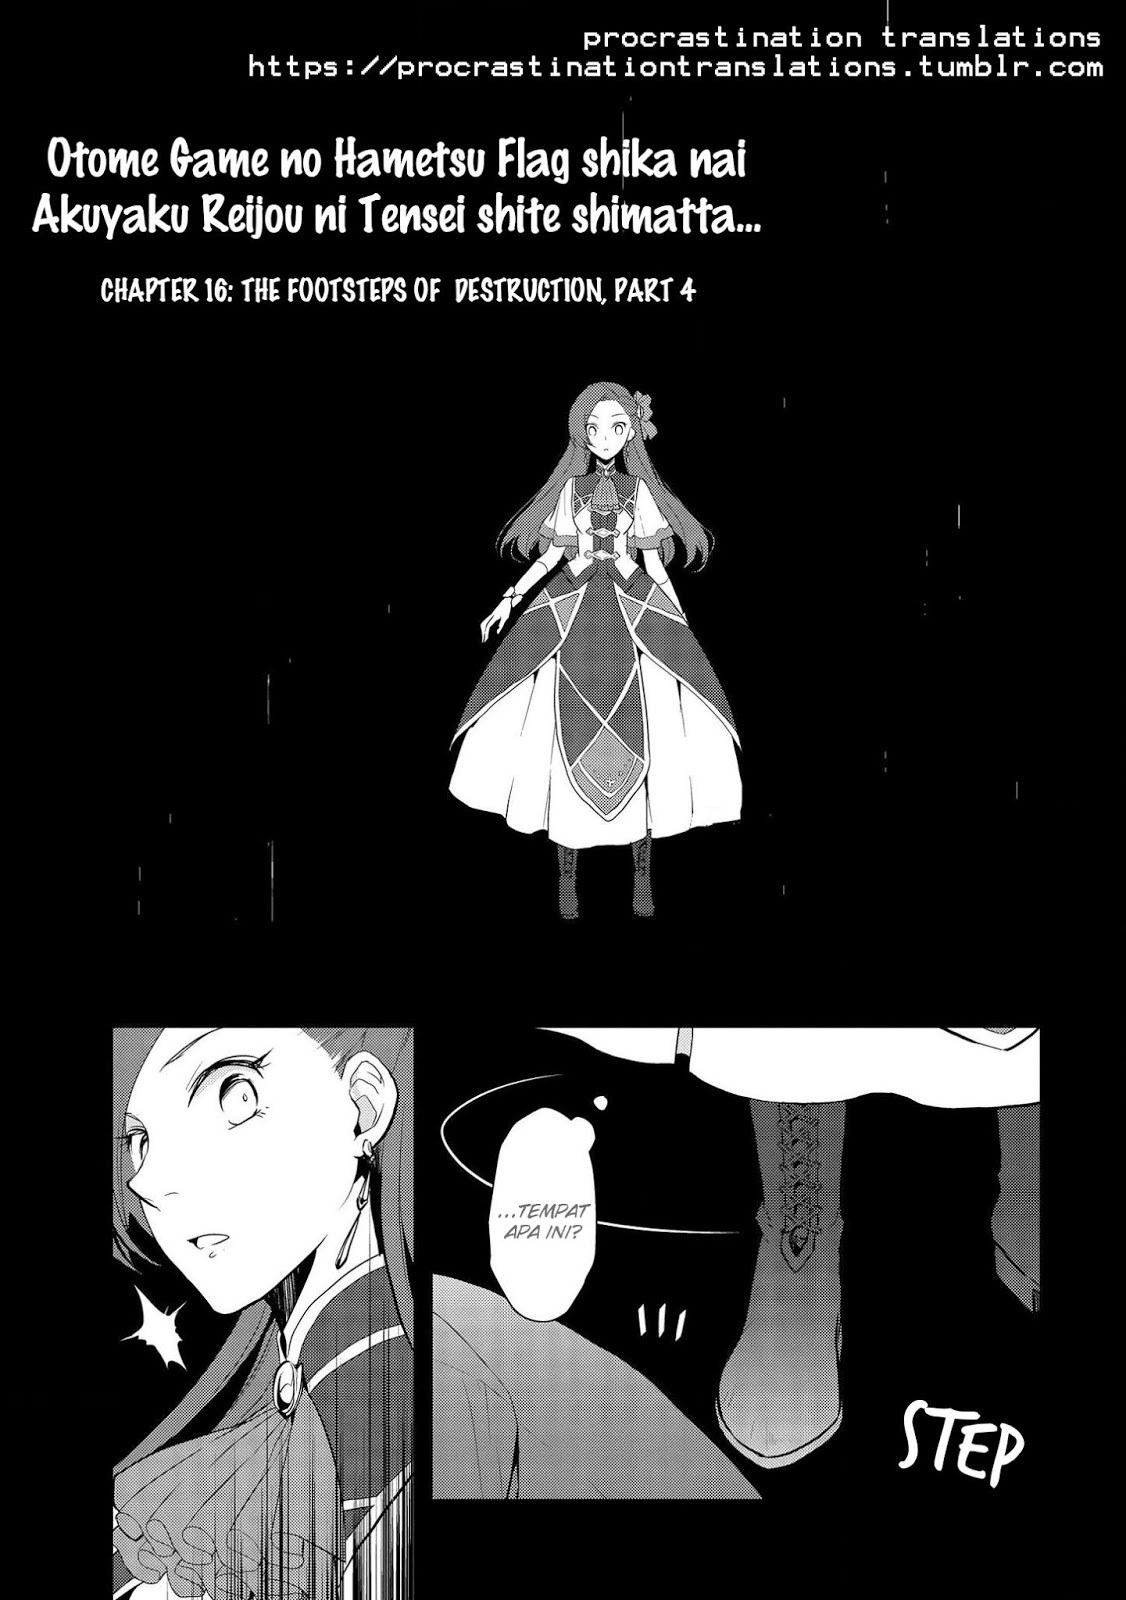 procrastination translations
https://procrastinationtranslations.tumblr.com
Otome Game no Hametsu Flag shika nai
Akuyaku Reijou ni Tensei shite shimatta...
CHAPTER 16: THE FOOTSTEPS OF DESTRUCTION, PART 4
...TEMPAT
APA INI?
STEP